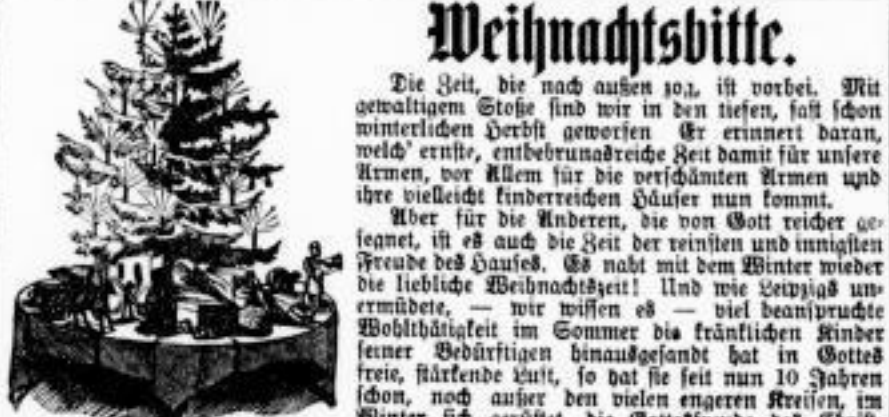 Weihnachtsbitte.
Die Zeit, die nach außen zog, ist vorbei. Mit
gewaltigem Stoße sind wir in den tiefen, fast schon
winterlichen Herbst geworfen Er erinnert daran,
welch' ernste, entbehrungsreiche Zeit damit für unsere
Armen, vor Allem für die verschämten Armen und
ihre vielleicht kinderreichen Häuser nun kommt.
Aber für die Anderen, die von Gott reicher ge-
segnet, ist es auch die Zeit der reinsten und innigsten
Freude des Hauses. Es naht mit dem Winter wieder
die liebliche Weihnachtszeit! Und wie Leipzigs un-
ermüdete, — wir wissen es — viel beanspruchte
Wohlthätigkeit im Sommer die kränklichen Kinder
seiner Bedürftigen hinausgesandt hat in Gottes
freie, stärkende Luft, so hat sie seit nun 10 Jahren
schon, noch außer den vielen engeren Kreisen, im
Winter sich gerüstet, die